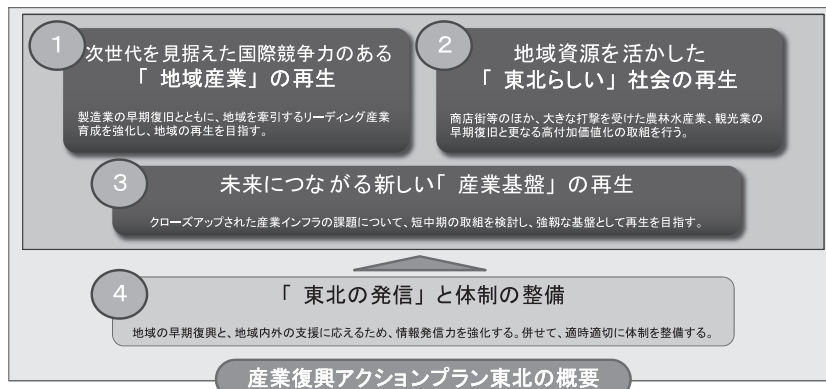 1
次世代を見据えた国際競争力のある
「地域産業」の再生
製造業の早期復旧とともに、地域を牽引するリーディング産業
育成を強化し、地域の再生を目指す。
2
地域資源を活かした
「東北らしい」社会の再生
商店街等のほか、大きな打撃を受けた農林水産業、観光業の
早期復旧と更なる高付加価値化の取組を行う。
3
未来につながる新しい「産業基盤」の再生
クローズアップされた産業インフラの課題について、短中期の取組を検討し、強靱な基盤として再生を目指す。
4
「東北の発信」と体制の整備
地域の早期復興と、地域内外の支援に応えるため、情報発信力を強化する。併せて、適時適切に体制を整備する。
産業復興アクションプラン東北の概要